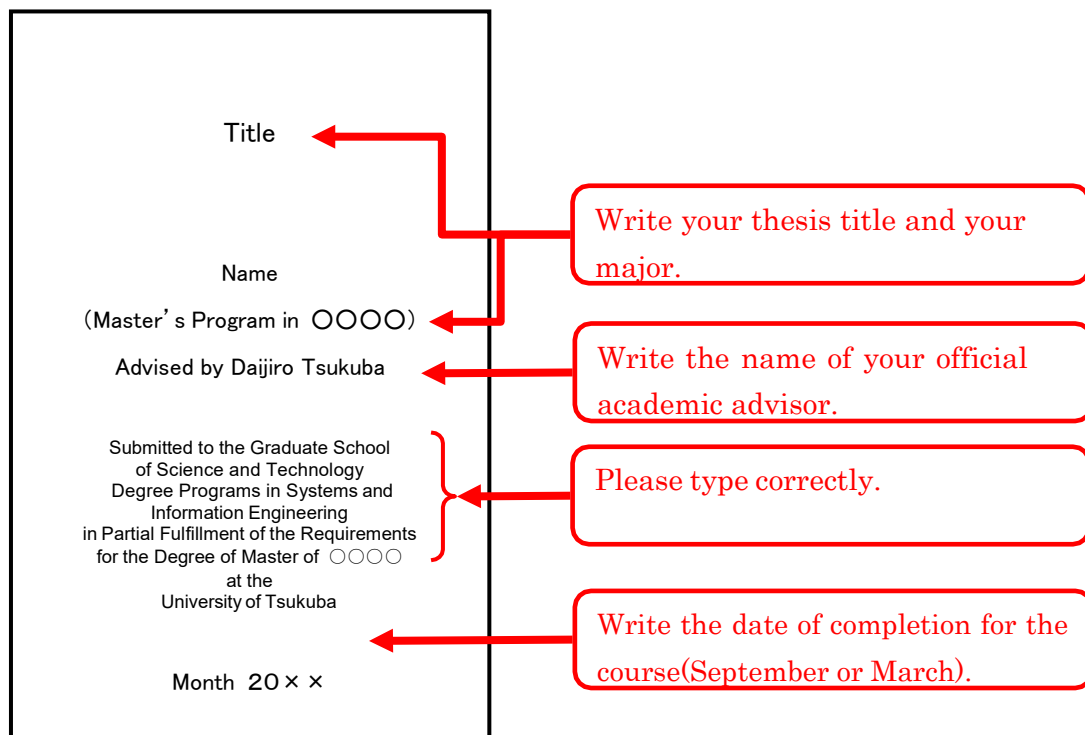 Title
Name
(Master's Program in 〇〇〇〇)
Advised by Daijiro Tsukuba
Submitted to the Graduate School
of Science and Technology
Degree Programs in Systems and
Information Engineering
in Partial Fulfillment of the Requirements
for the Degree of Master of ○○○○
at the
University of Tsukuba
Month 20××
Write your thesis title and your
major.
Write the name of your official
academic advisor.
Please type correctly.
Write the date of completion for the
course(September or March).